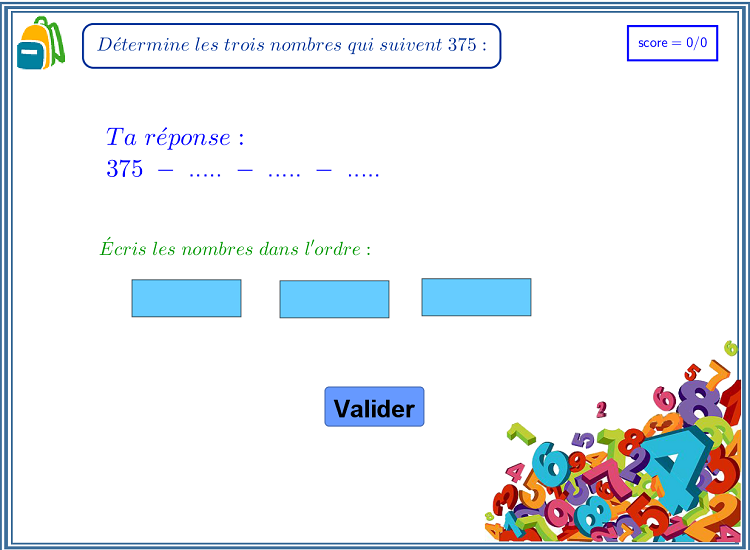 Détermine les trois nombres qui suivent 375 :
score = 0/0
Ta réponse :
375 − ..... − ..... − .....
Écris les nombres dans l'ordre :
Valider